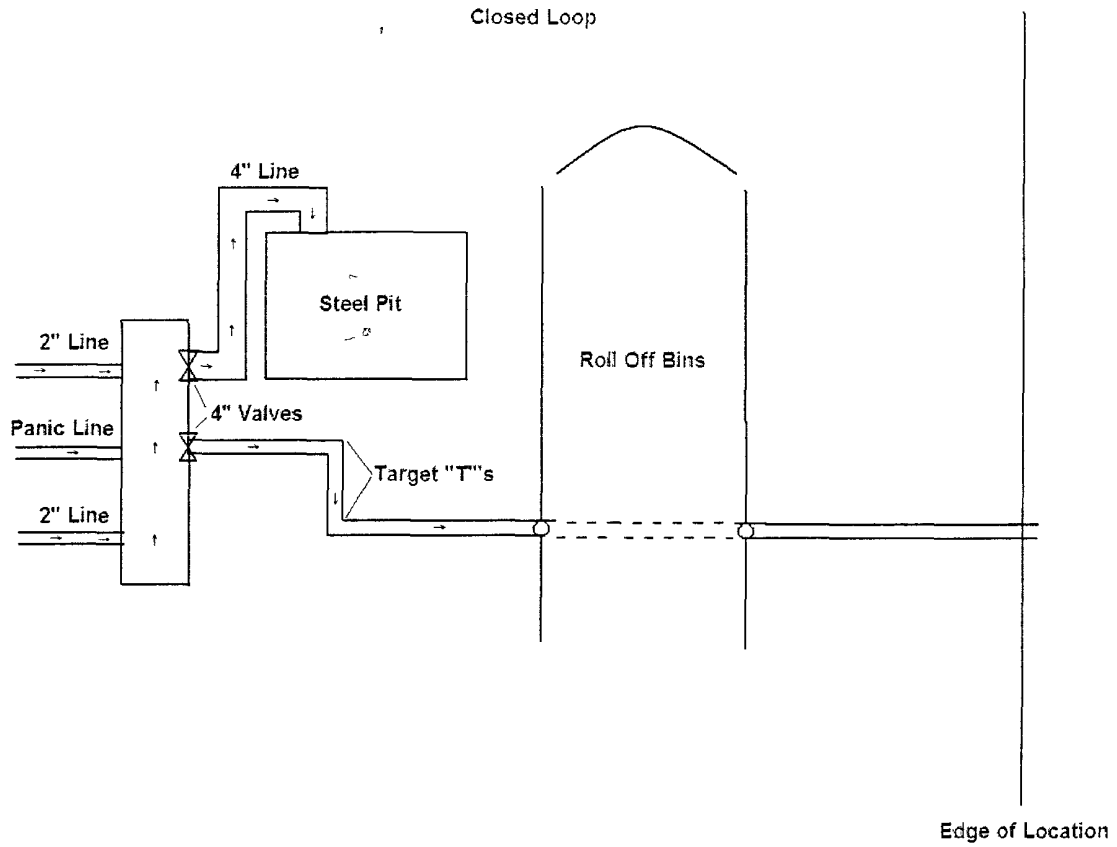 Closed Loop
4" Line
Steel Pit
2" Line
Roll Off Bins
4" Valves
Panic Line
Target "T"s
2" Line
Edge of Location